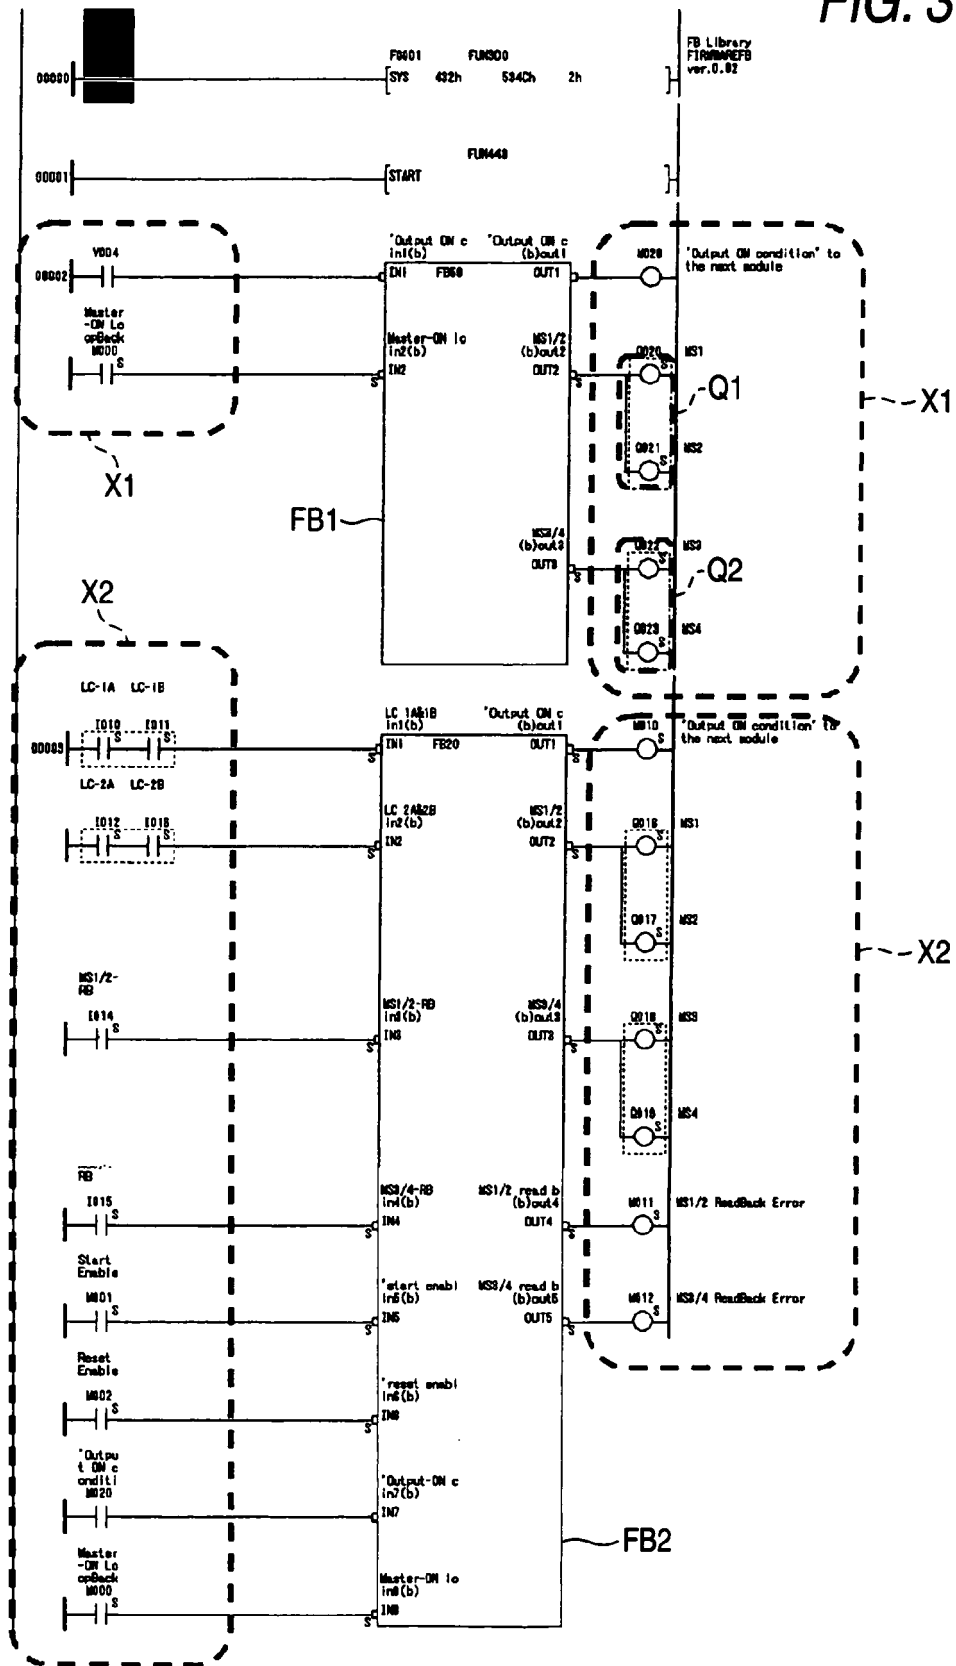 FIG. 3
FB001 FUN300
00000 SYS 432h 534Ch 2h
FB Library
FIRMWAREFB
ver.0.02
FUN448
00001 START
Y004
00002
Master
-ON Lo
opBack
M000
S
X1
'Output ON c
in1(b)
'Output ON c
(b)out1
IN1 FB60 OUT1
Master-ON lo
in2(b)
MS1/2
(b)out2
IN2 OUT2
S S
MS3/4
(b)out3
OUT3
S
FB1
M020
'Output ON condition' to
the next module
Q020 S MS1
Q1
Q021 S MS2
Q022 S MS3
Q2
Q023 S MS4
X1
X2
LC-1A LC-1B
I010 S I011 S
00003
LC-2A LC-2B
I012 S S
MS1/2-
RB
I014
S
RB
I015
S
Start
Enable
M001
S
Reset
Enable
M002
S
'Outpu
t ON c
onditi
M020
Master
-ON Lo
opBack
M000
S
LC 1A&1B
in1(b)
'Output ON c
(b)out1
IN1 FB20 OUT1
S S
LC 2A&2B
in2(b)
MS1/2
(b)out2
IN2 OUT2
S S
MS1/2-RB
in3(b)
MS3/4
(b)out3
IN3 OUT3
S S
MS3/4-RB
in4(b)
MS1/2 read b
(b)out4
IN4 OUT4
S S
'start enabl
in5(b)
MS3/4 read b
(b)out5
IN5 OUT5
S S
'reset enabl
in6(b)
IN6
S
'Output-ON c
in7(b)
IN7
Master-ON lo
in8(b)
IN8
S
FB2
M010 S
'Output ON condition' to
the next module
Q016 S MS1
Q017 S MS2
S MS3
S MS4
M011 S MS1/2 ReadBack Error
M012 S MS3/4 ReadBack Error
X2